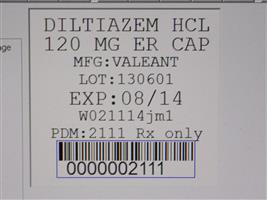 age
DILTIAZEM HCL
120 MG ER CAP
MFG:VALEANT
LOT:130601
EXP:08/14
W021114jm1
PDM:2111 Rx only
0000002111